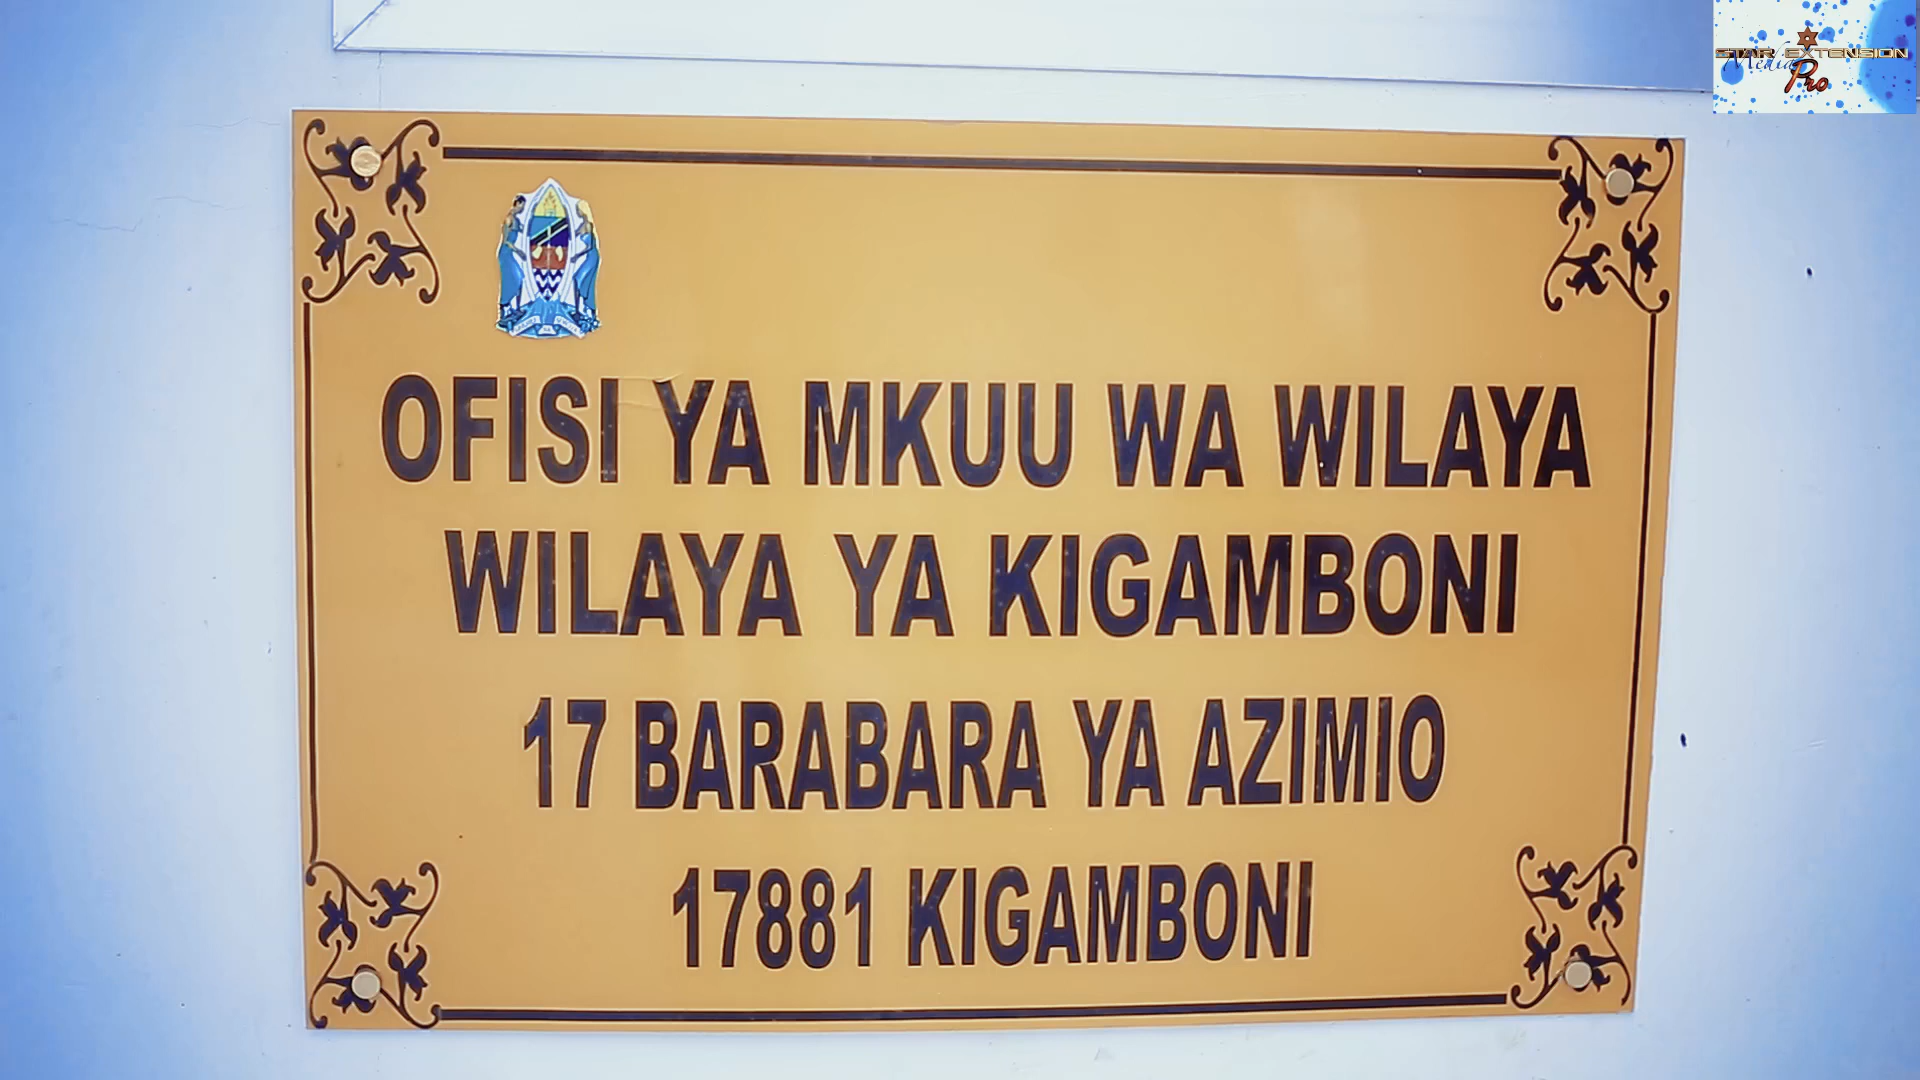 STAR EXTENSION
Media
Pro
OFISI YA MKUU WA WILAYA
WILAYA YA KIGAMBONI
17 BARABARA YA AZIMIO
17881 KIGAMBONI